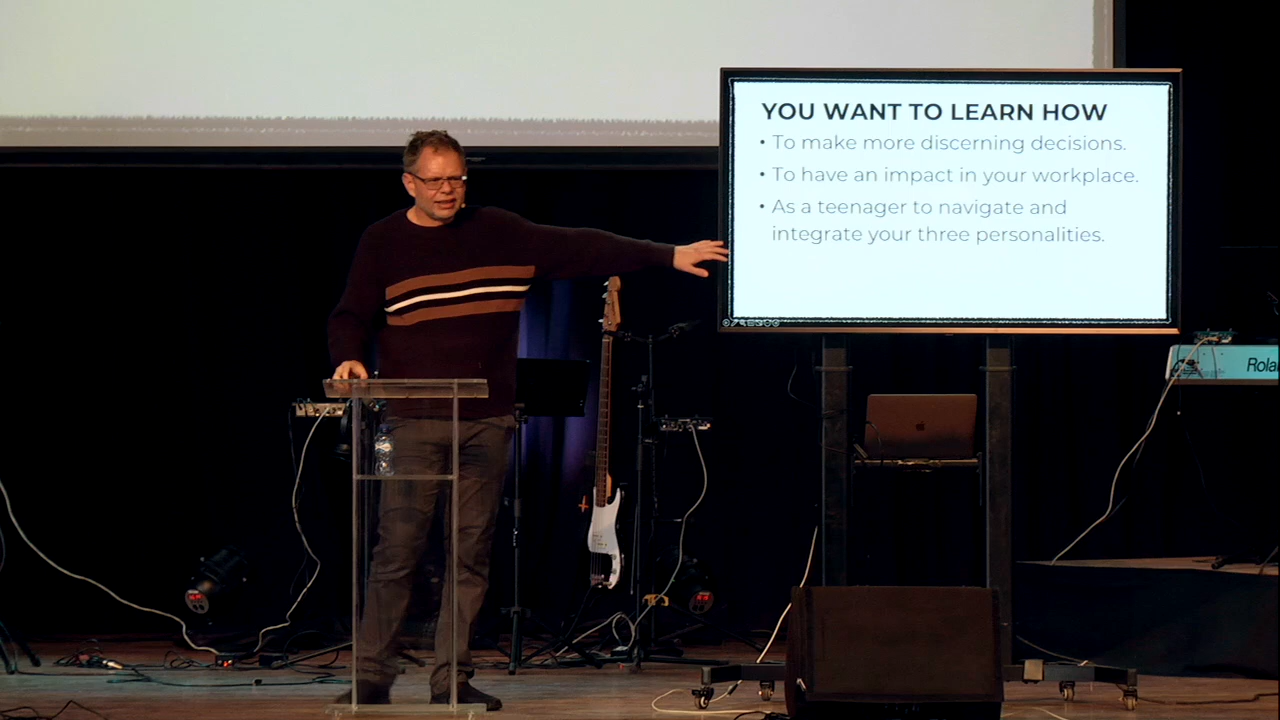 YOU WANT TO LEARN HOW
• To make more discerning decisions.
• To have an impact in your workplace.
• As a teenager to navigate and
integrate your three personalities.
Rola